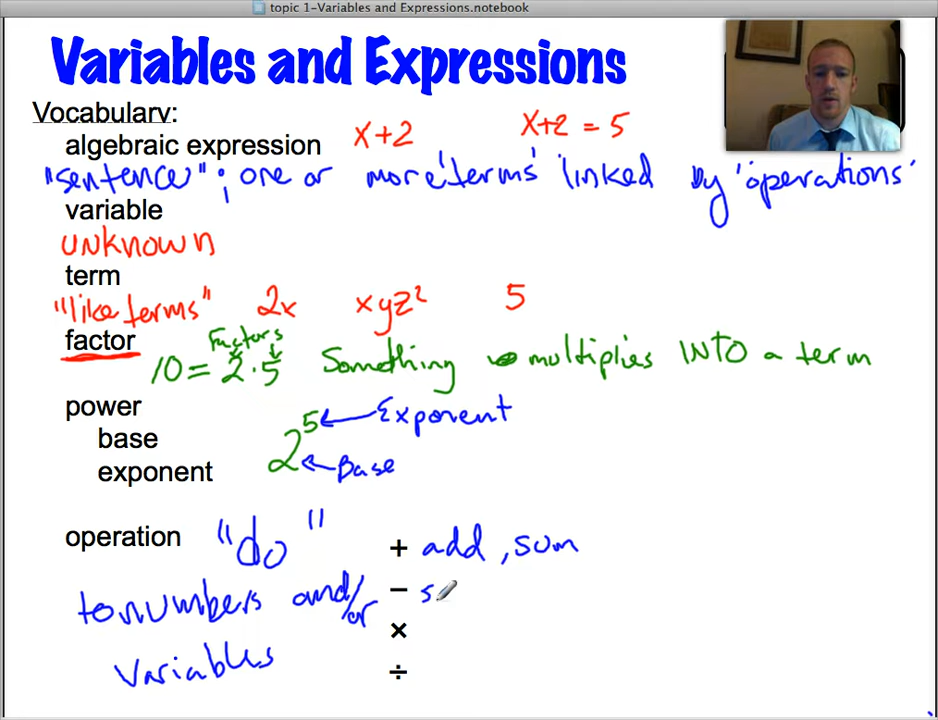 topic 1-Variables and Expressions.notebook
Variables and Expressions
Vocabulary:
algebraic expression x+2 x+2 = 5
"sentence" ; one or more 'terms' linked by 'operations'
variable
unknown
term
"like terms" 2x xyz² 5
factor
Factors
10 = 2·5 Something multiplies INTO a term
power
base
exponent
2⁵ ← Exponent
← Base
operation "do"
to numbers and/or
variables
+ add, sum
− s
×
÷